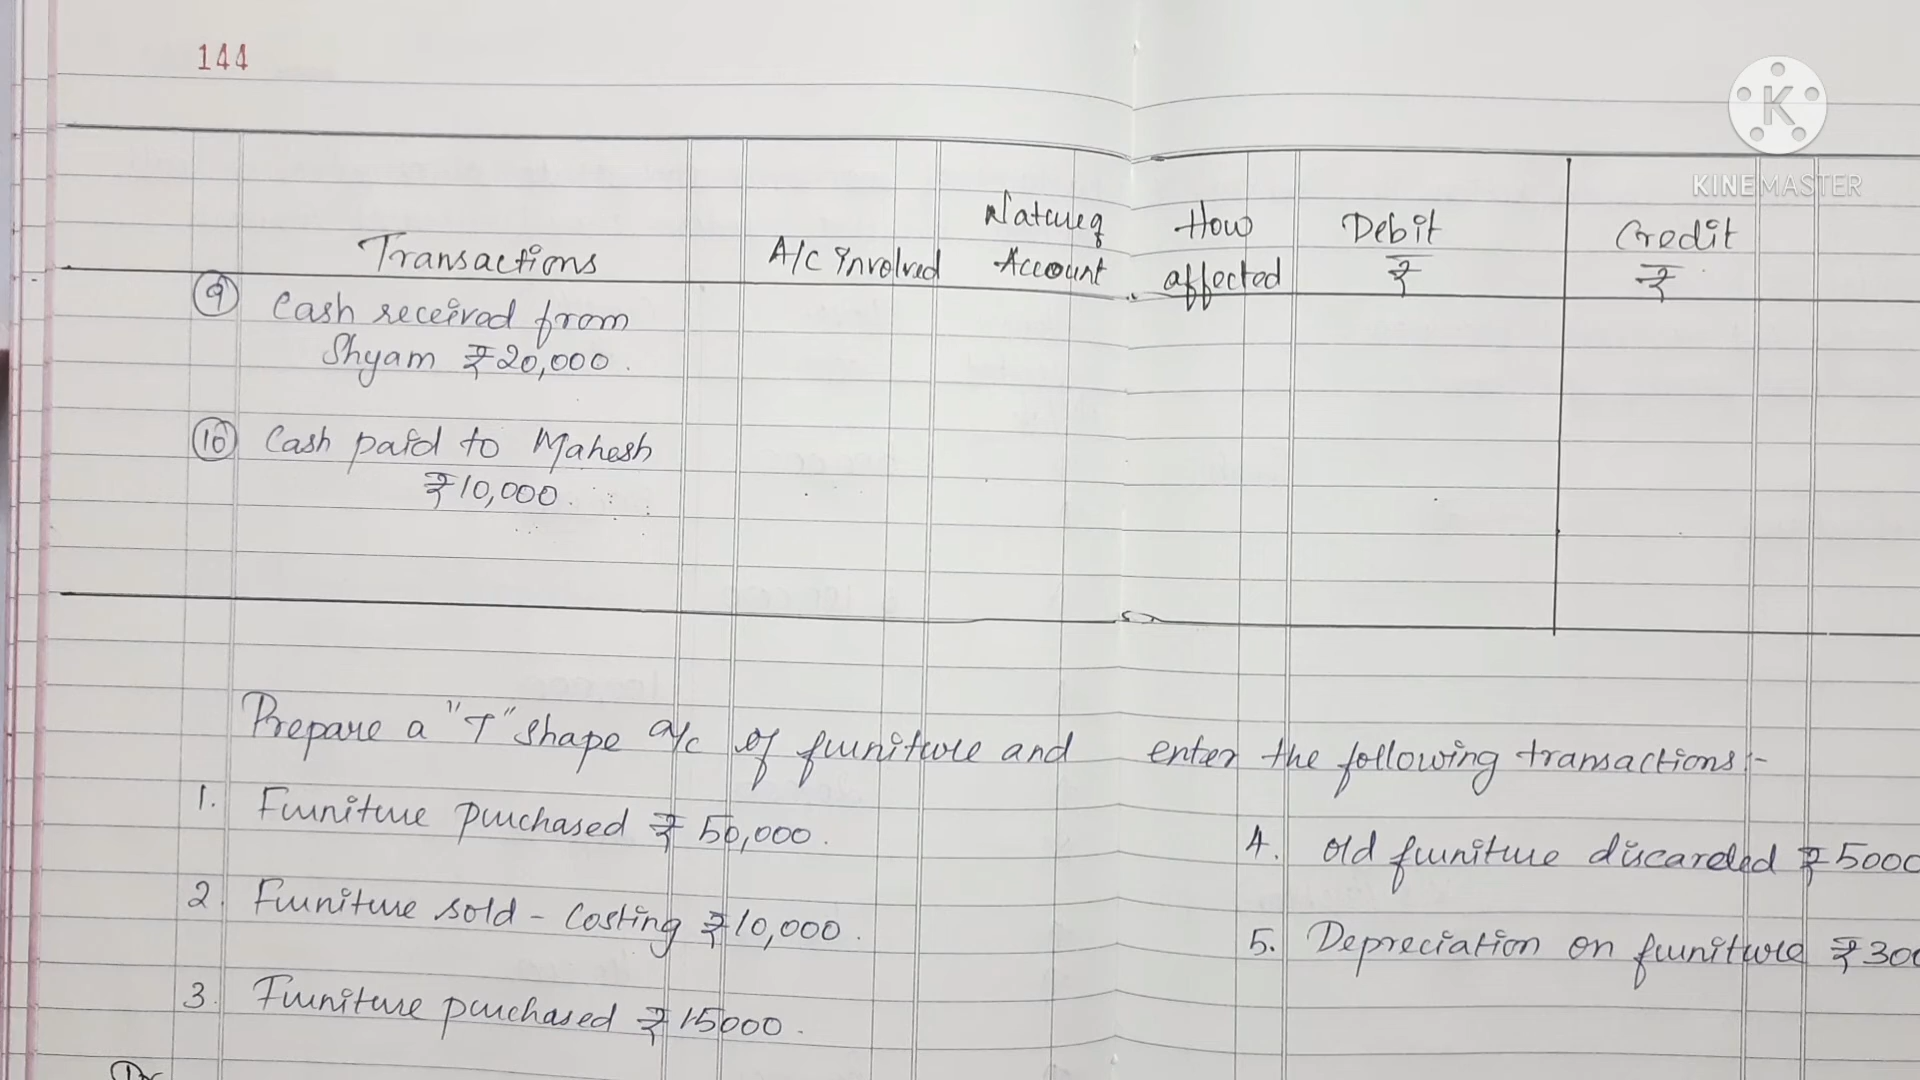 144
KINEMASTER
Transactions
A/c involved
Nature of
Account
How
affected
Debit
₹
Credit
₹
9 Cash received from
Shyam ₹20,000.
10 Cash paid to Mahesh
₹10,000.
Prepare a "T" shape a/c of furniture and enter the following transactions:-
1. Furniture purchased ₹ 50,000.
2. Furniture sold - Costing ₹10,000.
3. Furniture purchased ₹15000.
4. old furniture discarded ₹5000
5. Depreciation on furniture ₹300
Dr